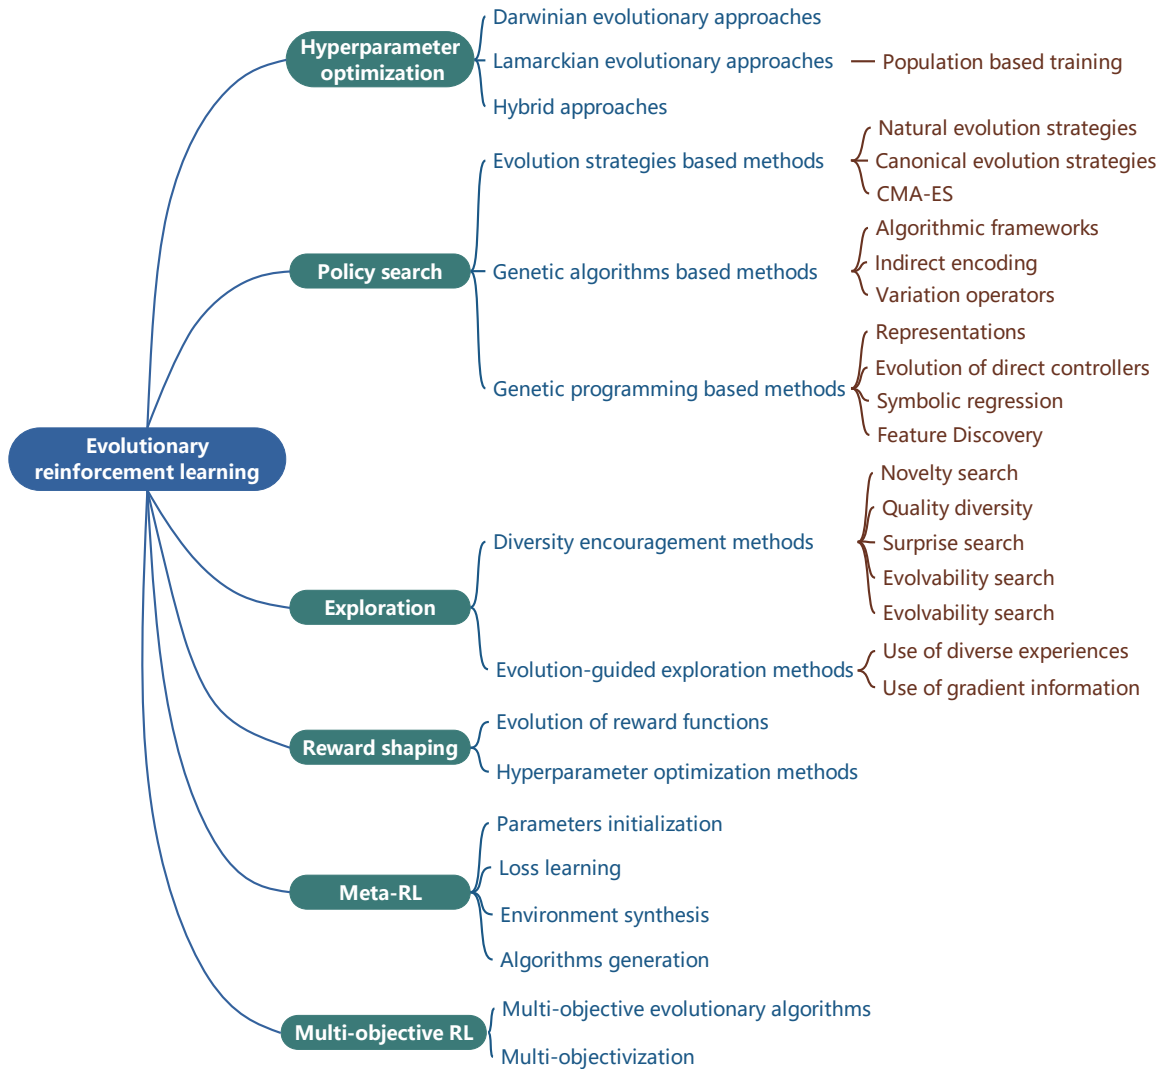 Evolutionary
reinforcement learning
Hyperparameter
optimization
Darwinian evolutionary approaches
Lamarckian evolutionary approaches
Population based training
Hybrid approaches
Policy search
Evolution strategies based methods
Natural evolution strategies
Canonical evolution strategies
CMA-ES
Genetic algorithms based methods
Algorithmic frameworks
Indirect encoding
Variation operators
Genetic programming based methods
Representations
Evolution of direct controllers
Symbolic regression
Feature Discovery
Exploration
Diversity encouragement methods
Novelty search
Quality diversity
Surprise search
Evolvability search
Evolvability search
Evolution-guided exploration methods
Use of diverse experiences
Use of gradient information
Reward shaping
Evolution of reward functions
Hyperparameter optimization methods
Meta-RL
Parameters initialization
Loss learning
Environment synthesis
Algorithms generation
Multi-objective RL
Multi-objective evolutionary algorithms
Multi-objectivization